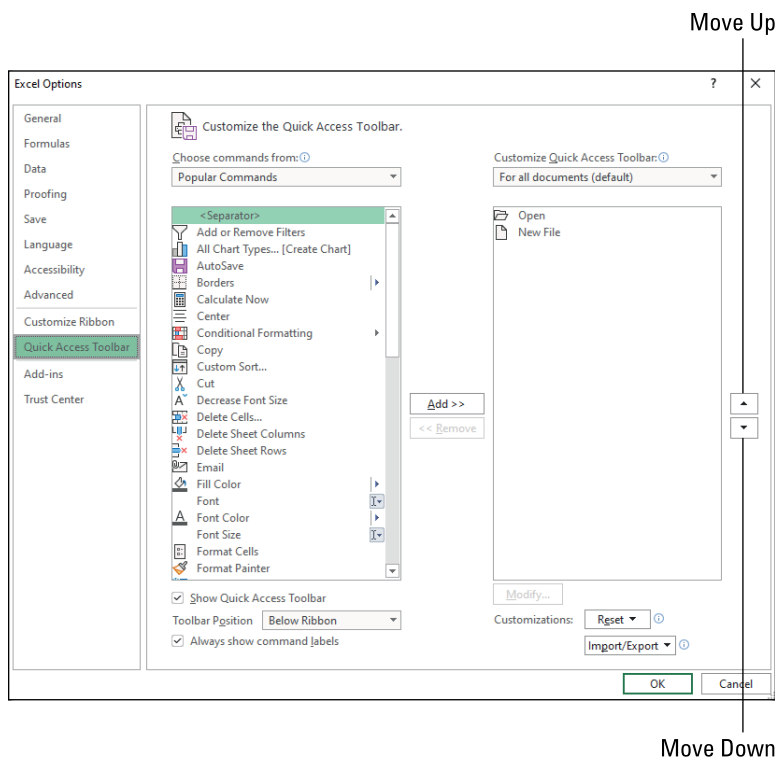 Move Up
Excel Options
?
General
Formulas
Data
Proofing
Save
Language
Accessibility
Advanced
Customize Ribbon
Quick Access Toolbar
Add-ins
Trust Center
Customize the Quick Access Toolbar.
Choose commands from:
Popular Commands
<Separator>
Add or Remove Filters
All Chart Types... [Create Chart]
AutoSave
Borders
Calculate Now
Center
Conditional Formatting
Copy
Custom Sort...
Cut
Decrease Font Size
Delete Cells...
Delete Sheet Columns
Delete Sheet Rows
Email
Fill Color
Font
Font Color
Font Size
Format Cells
Format Painter
Show Quick Access Toolbar
Toolbar Position Below Ribbon
Always show command labels
Add >>
<< Remove
Customize Quick Access Toolbar:
For all documents (default)
Open
New File
Modify...
Customizations: Reset
Import/Export
OK
Cancel
Move Down